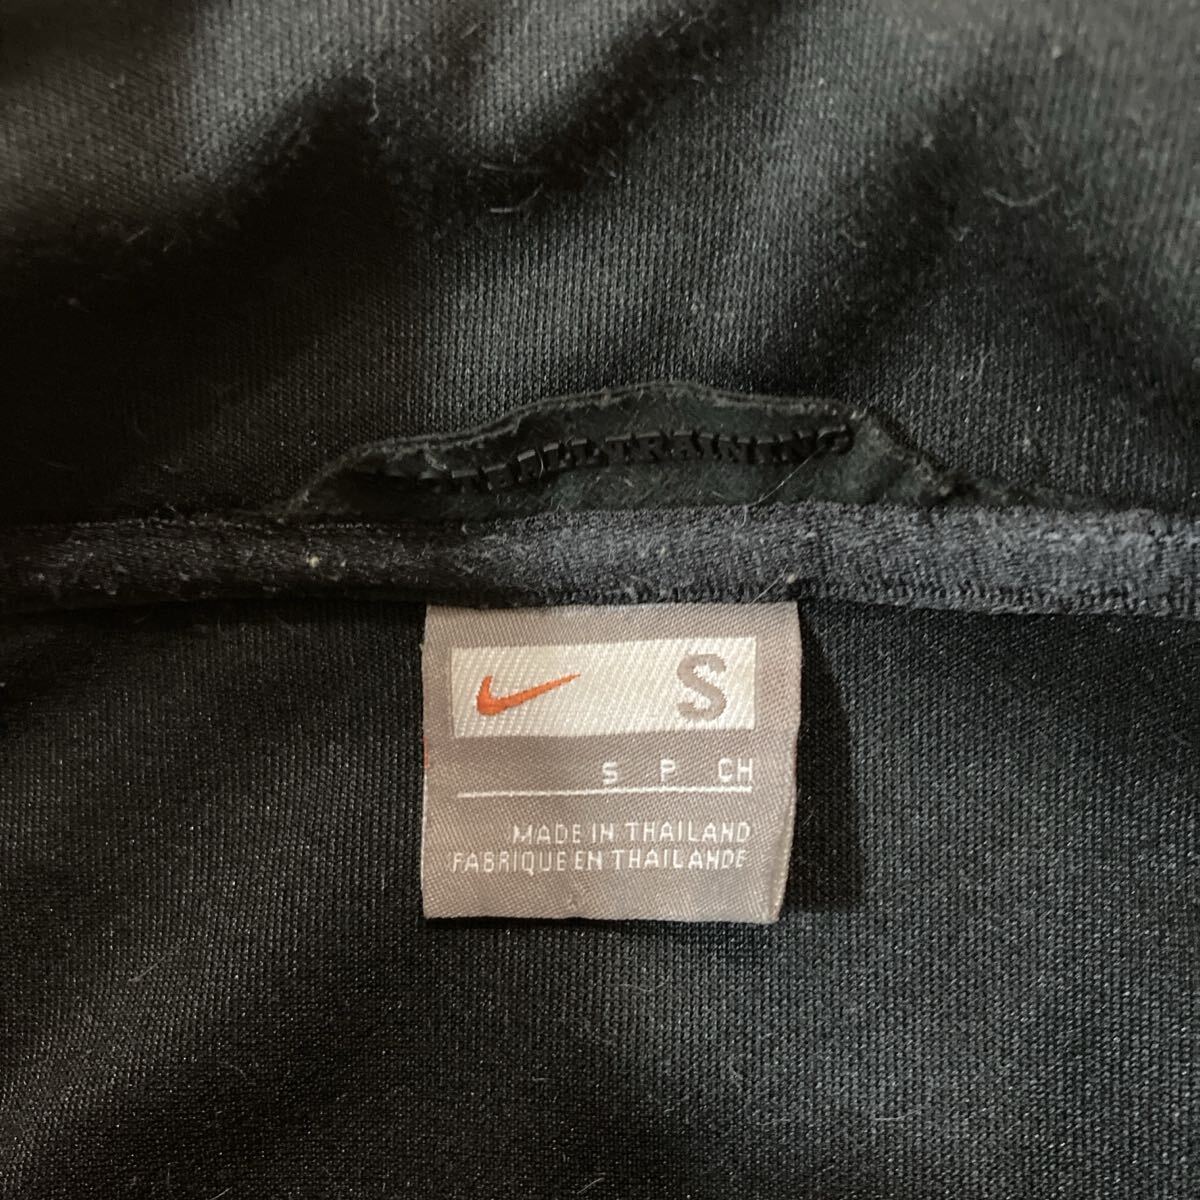 S
S P CH
MADE IN THAILAND
FABRIQUE EN THAILANDE